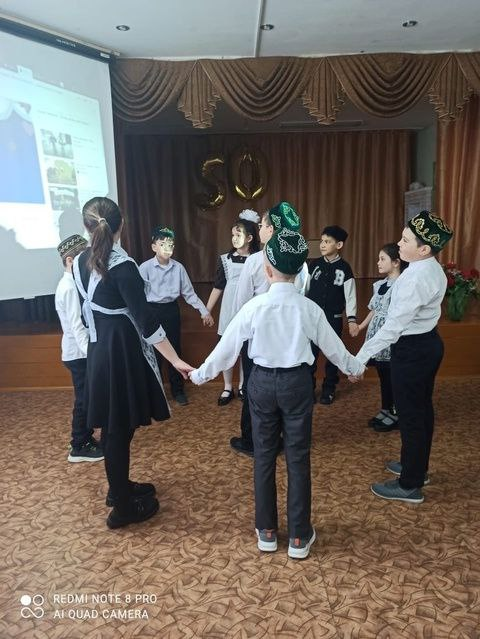 50
B
REDMI NOTE 8 PRO
AI QUAD CAMERA